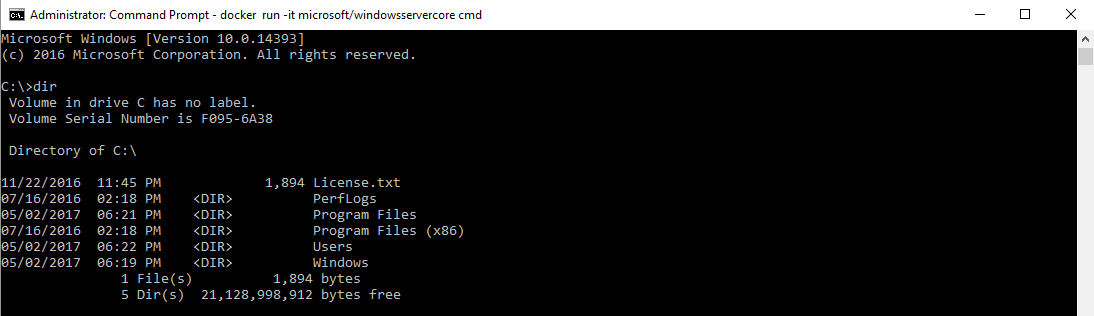 Administrator: Command Prompt - docker  run -it microsoft/windowsservercore cmd
Microsoft Windows [Version 10.0.14393]
(c) 2016 Microsoft Corporation. All rights reserved.
C:\>dir
 Volume in drive C has no label.
 Volume Serial Number is F095-6A38
 Directory of C:\
11/22/2016  11:45 PM             1,894 License.txt
07/16/2016  02:18 PM    <DIR>          PerfLogs
05/02/2017  06:21 PM    <DIR>          Program Files
07/16/2016  02:18 PM    <DIR>          Program Files (x86)
05/02/2017  06:22 PM    <DIR>          Users
05/02/2017  06:19 PM    <DIR>          Windows
               1 File(s)          1,894 bytes
               5 Dir(s)  21,128,998,912 bytes free